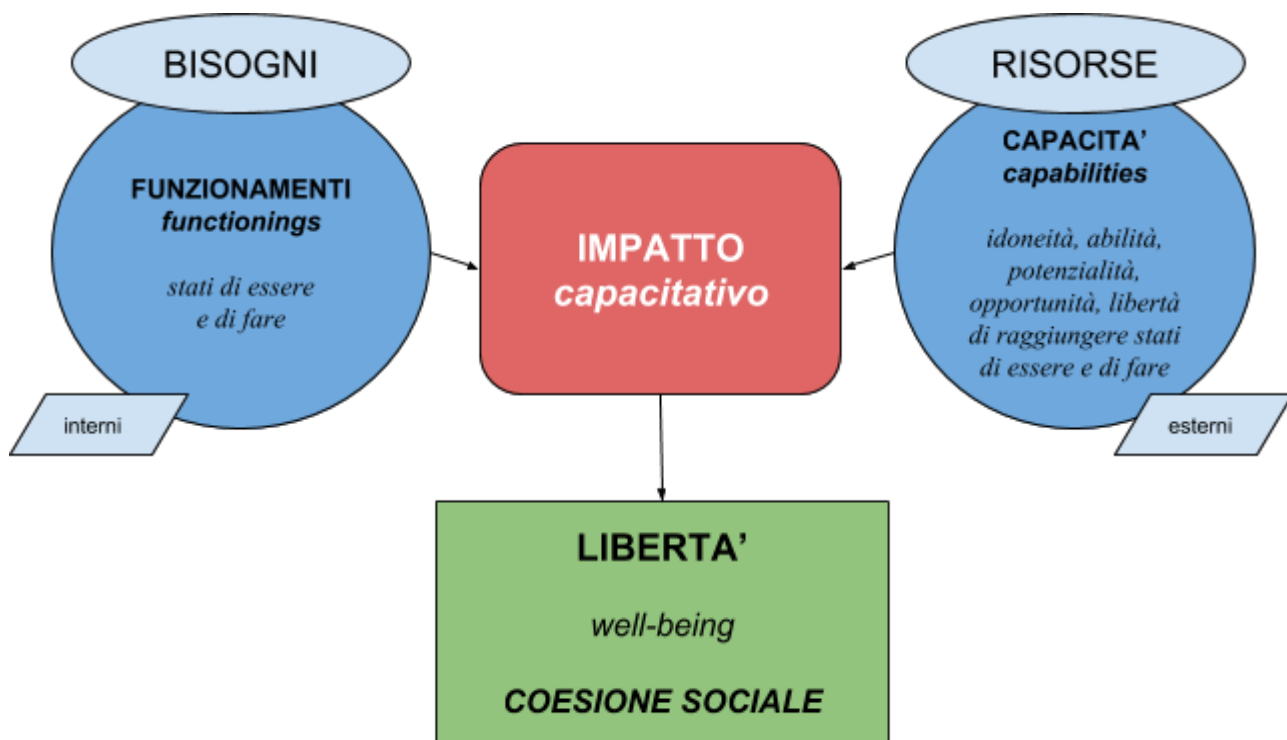 BISOGNI
FUNZIONAMENTI
functionings
stati di essere
e di fare
interni
IMPATTO
capacitativo
RISORSE
CAPACITA’
capabilities
idoneità, abilità,
potenzialità,
opportunità, libertà
di raggiungere stati
di essere e di fare
esterni
LIBERTA’
well-being
COESIONE SOCIALE